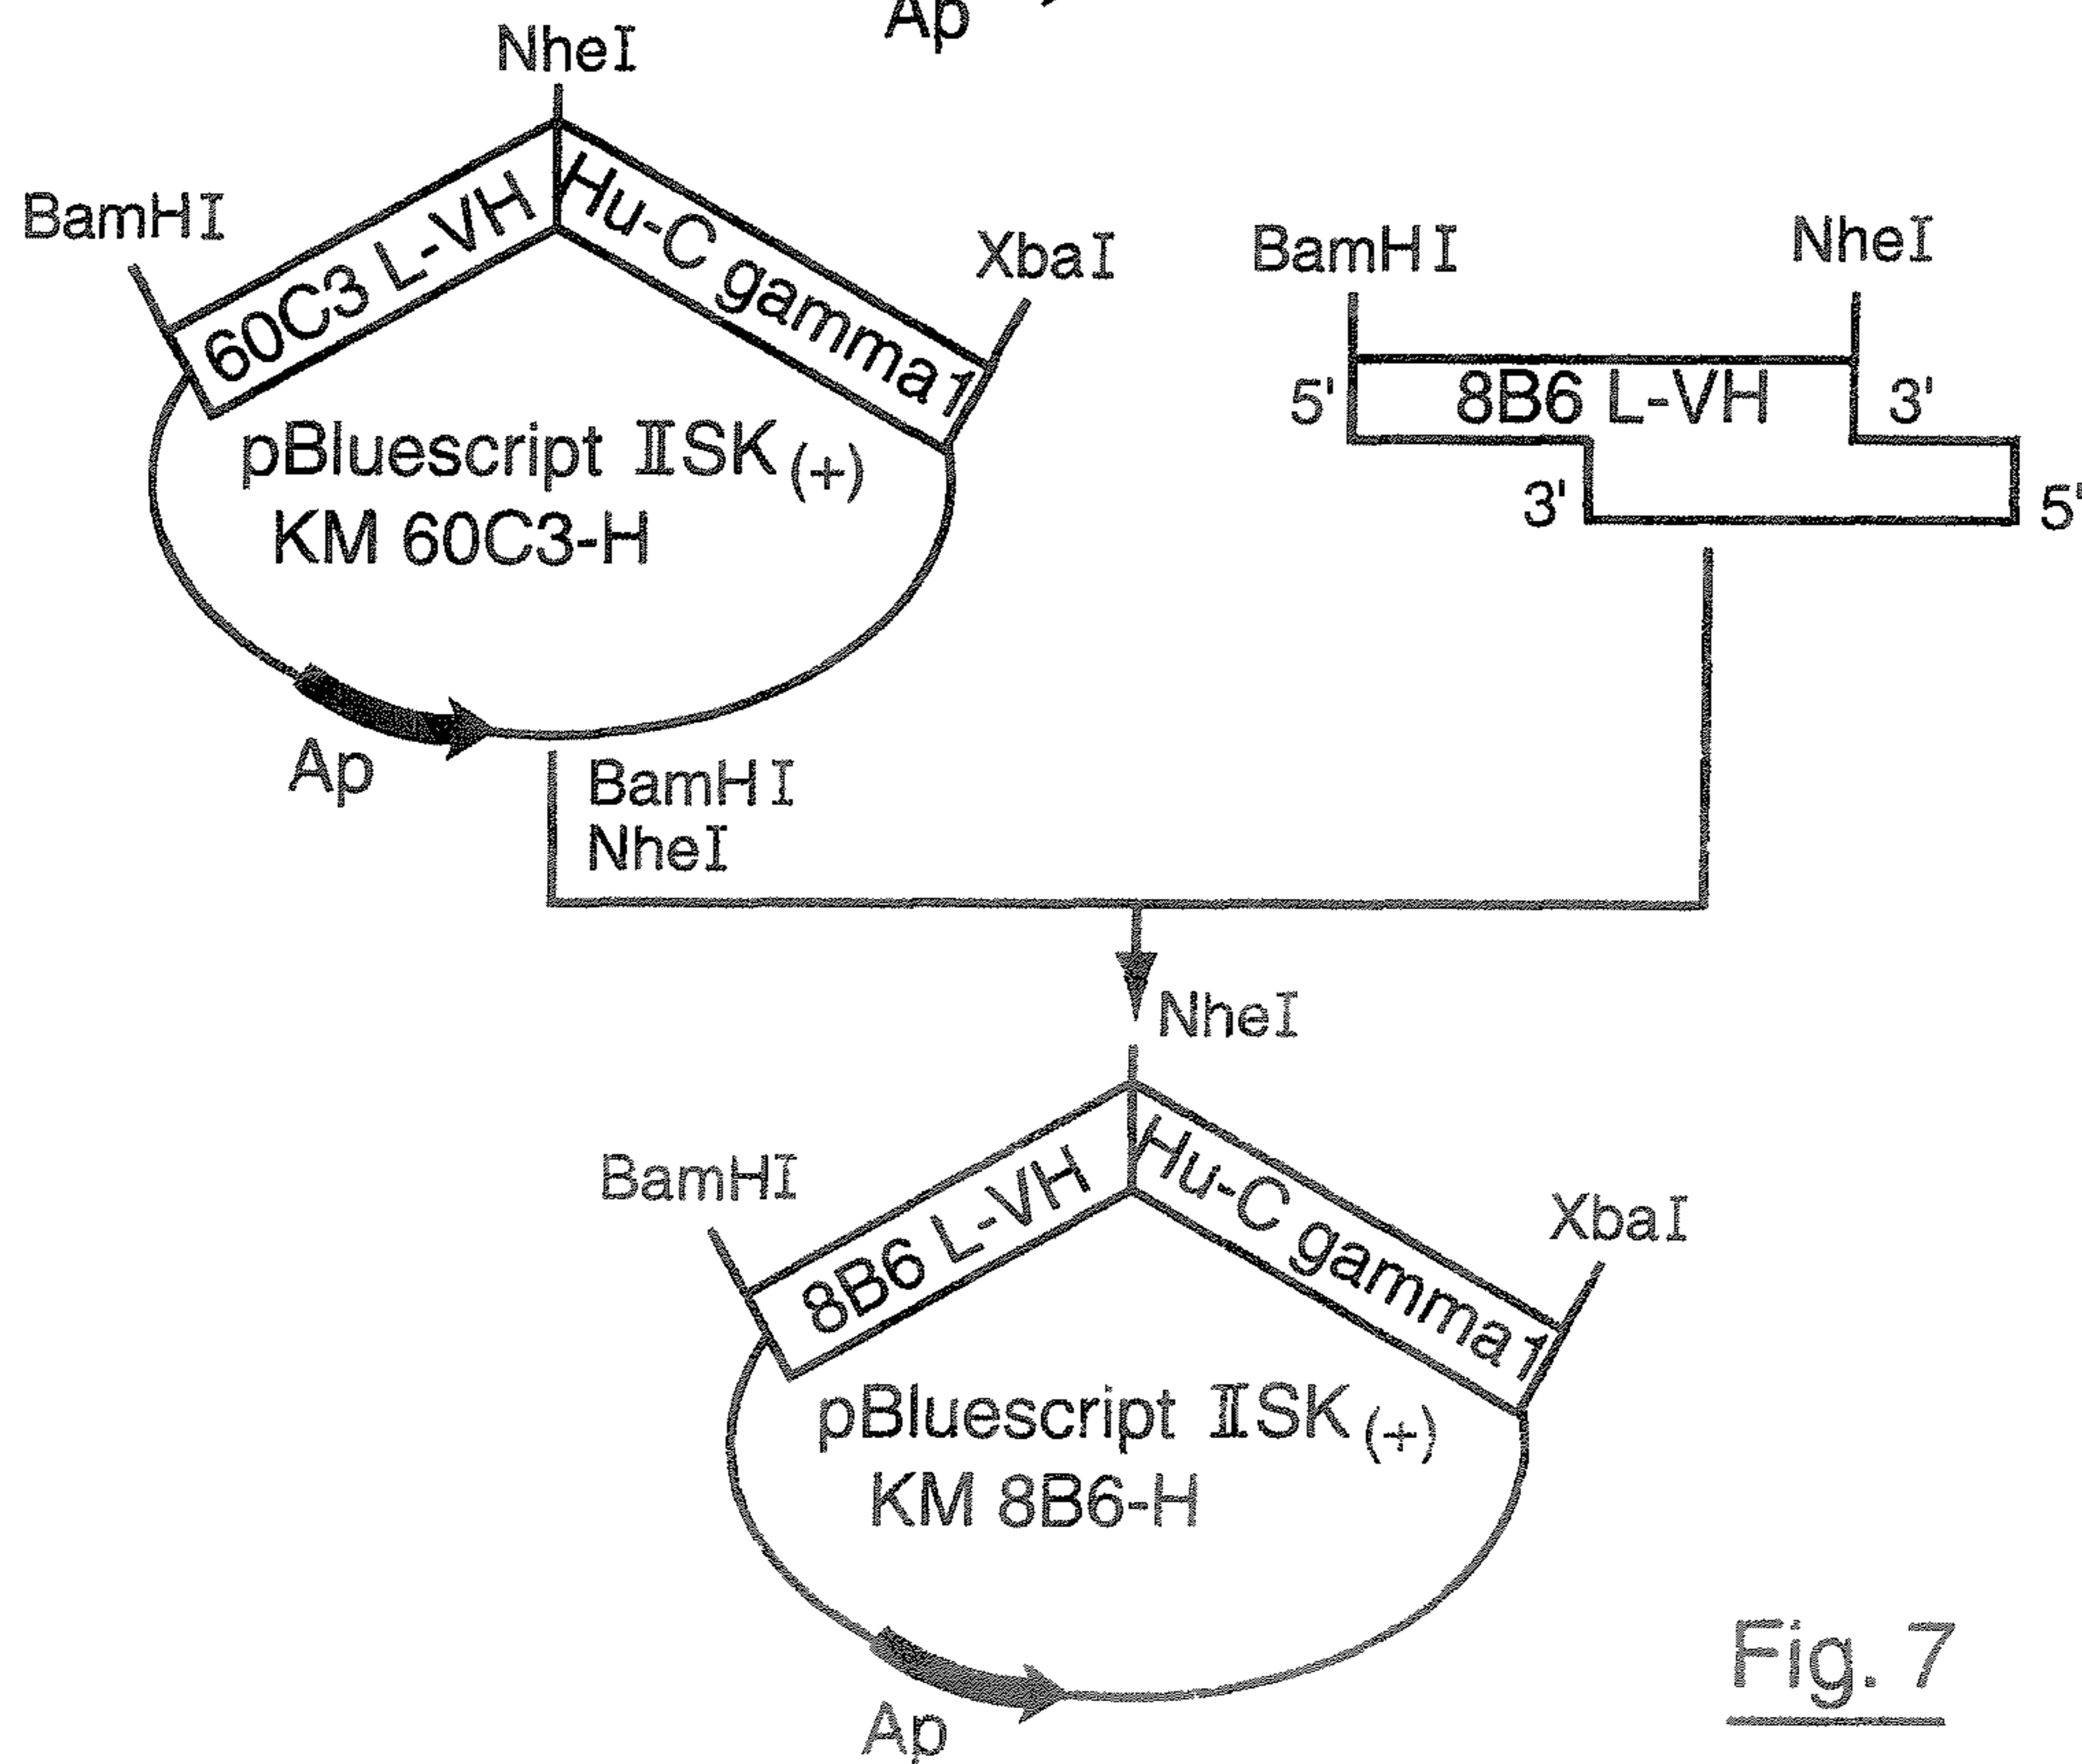 Ap
NheI
BamHI
60C3 L-VH
Hu-C gamma1
XbaI
pBluescript IISK(+)
KM 60C3-H
Ap
BamHI
NheI
BamHI
NheI
5'
8B6 L-VH
3'
3'
5'
NheI
BamHI
8B6 L-VH
Hu-C gamma1
XbaI
pBluescript IISK(+)
KM 8B6-H
Ap
Fig. 7